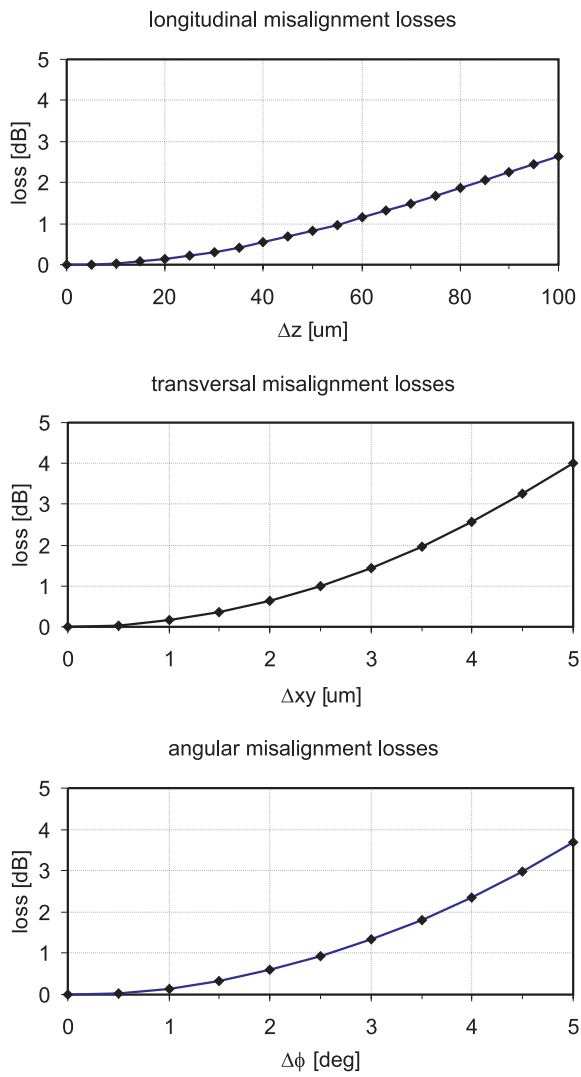 longitudinal misalignment losses
5
4
3
2
1
0
loss [dB]
0 20 40 60 80 100
Δz [um]
transversal misalignment losses
5
4
3
2
1
0
loss [dB]
0 1 2 3 4 5
Δxy [um]
angular misalignment losses
5
4
3
2
1
0
loss [dB]
0 1 2 3 4 5
Δϕ [deg]